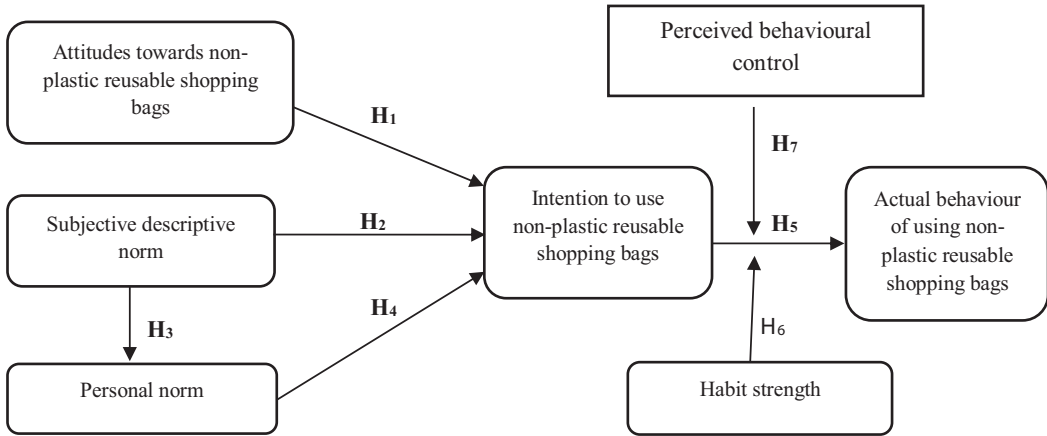 Attitudes towards non-
plastic reusable shopping
bags
Perceived behavioural
control
H₁
H₇
Subjective descriptive
norm
H₂
Intention to use
non-plastic reusable
shopping bags
H₅
Actual behaviour
of using non-
plastic reusable
shopping bags
H₃
H₄
H₆
Personal norm
Habit strength